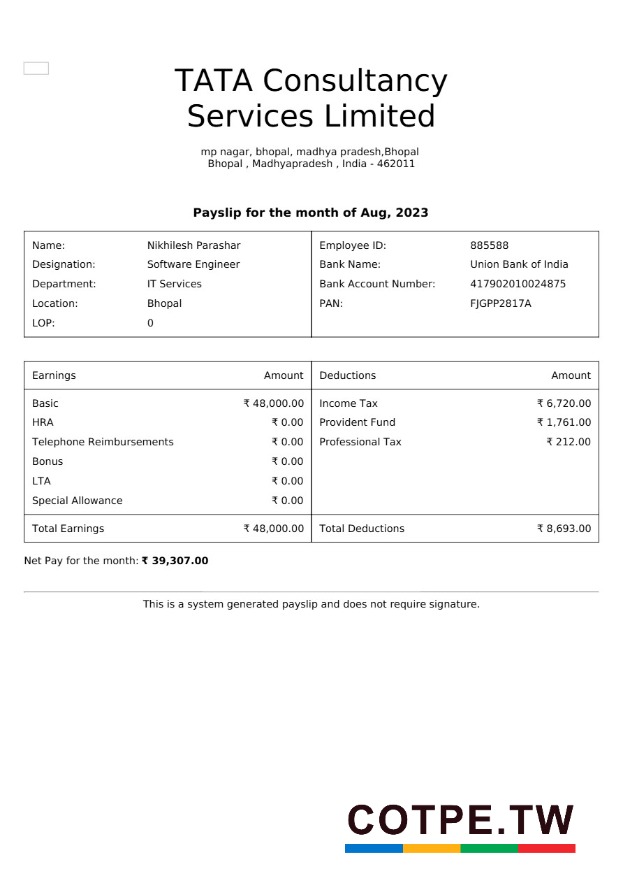 TATA Consultancy
Services Limited
mp nagar, bhopal, madhya pradesh,Bhopal
Bhopal , Madhyapradesh , India - 462011
Payslip for the month of Aug, 2023
Name: Nikhilesh Parashar Employee ID: 885588
Designation: Software Engineer Bank Name: Union Bank of India
Department: IT Services Bank Account Number: 417902010024875
Location: Bhopal PAN: FJGPP2817A
LOP: 0
Earnings Amount Deductions Amount
Basic ₹ 48,000.00 Income Tax ₹ 6,720.00
HRA ₹ 0.00 Provident Fund ₹ 1,761.00
Telephone Reimbursements ₹ 0.00 Professional Tax ₹ 212.00
Bonus ₹ 0.00
LTA ₹ 0.00
Special Allowance ₹ 0.00
Total Earnings ₹ 48,000.00 Total Deductions ₹ 8,693.00
Net Pay for the month: ₹ 39,307.00
This is a system generated payslip and does not require signature.
COTPE.TW